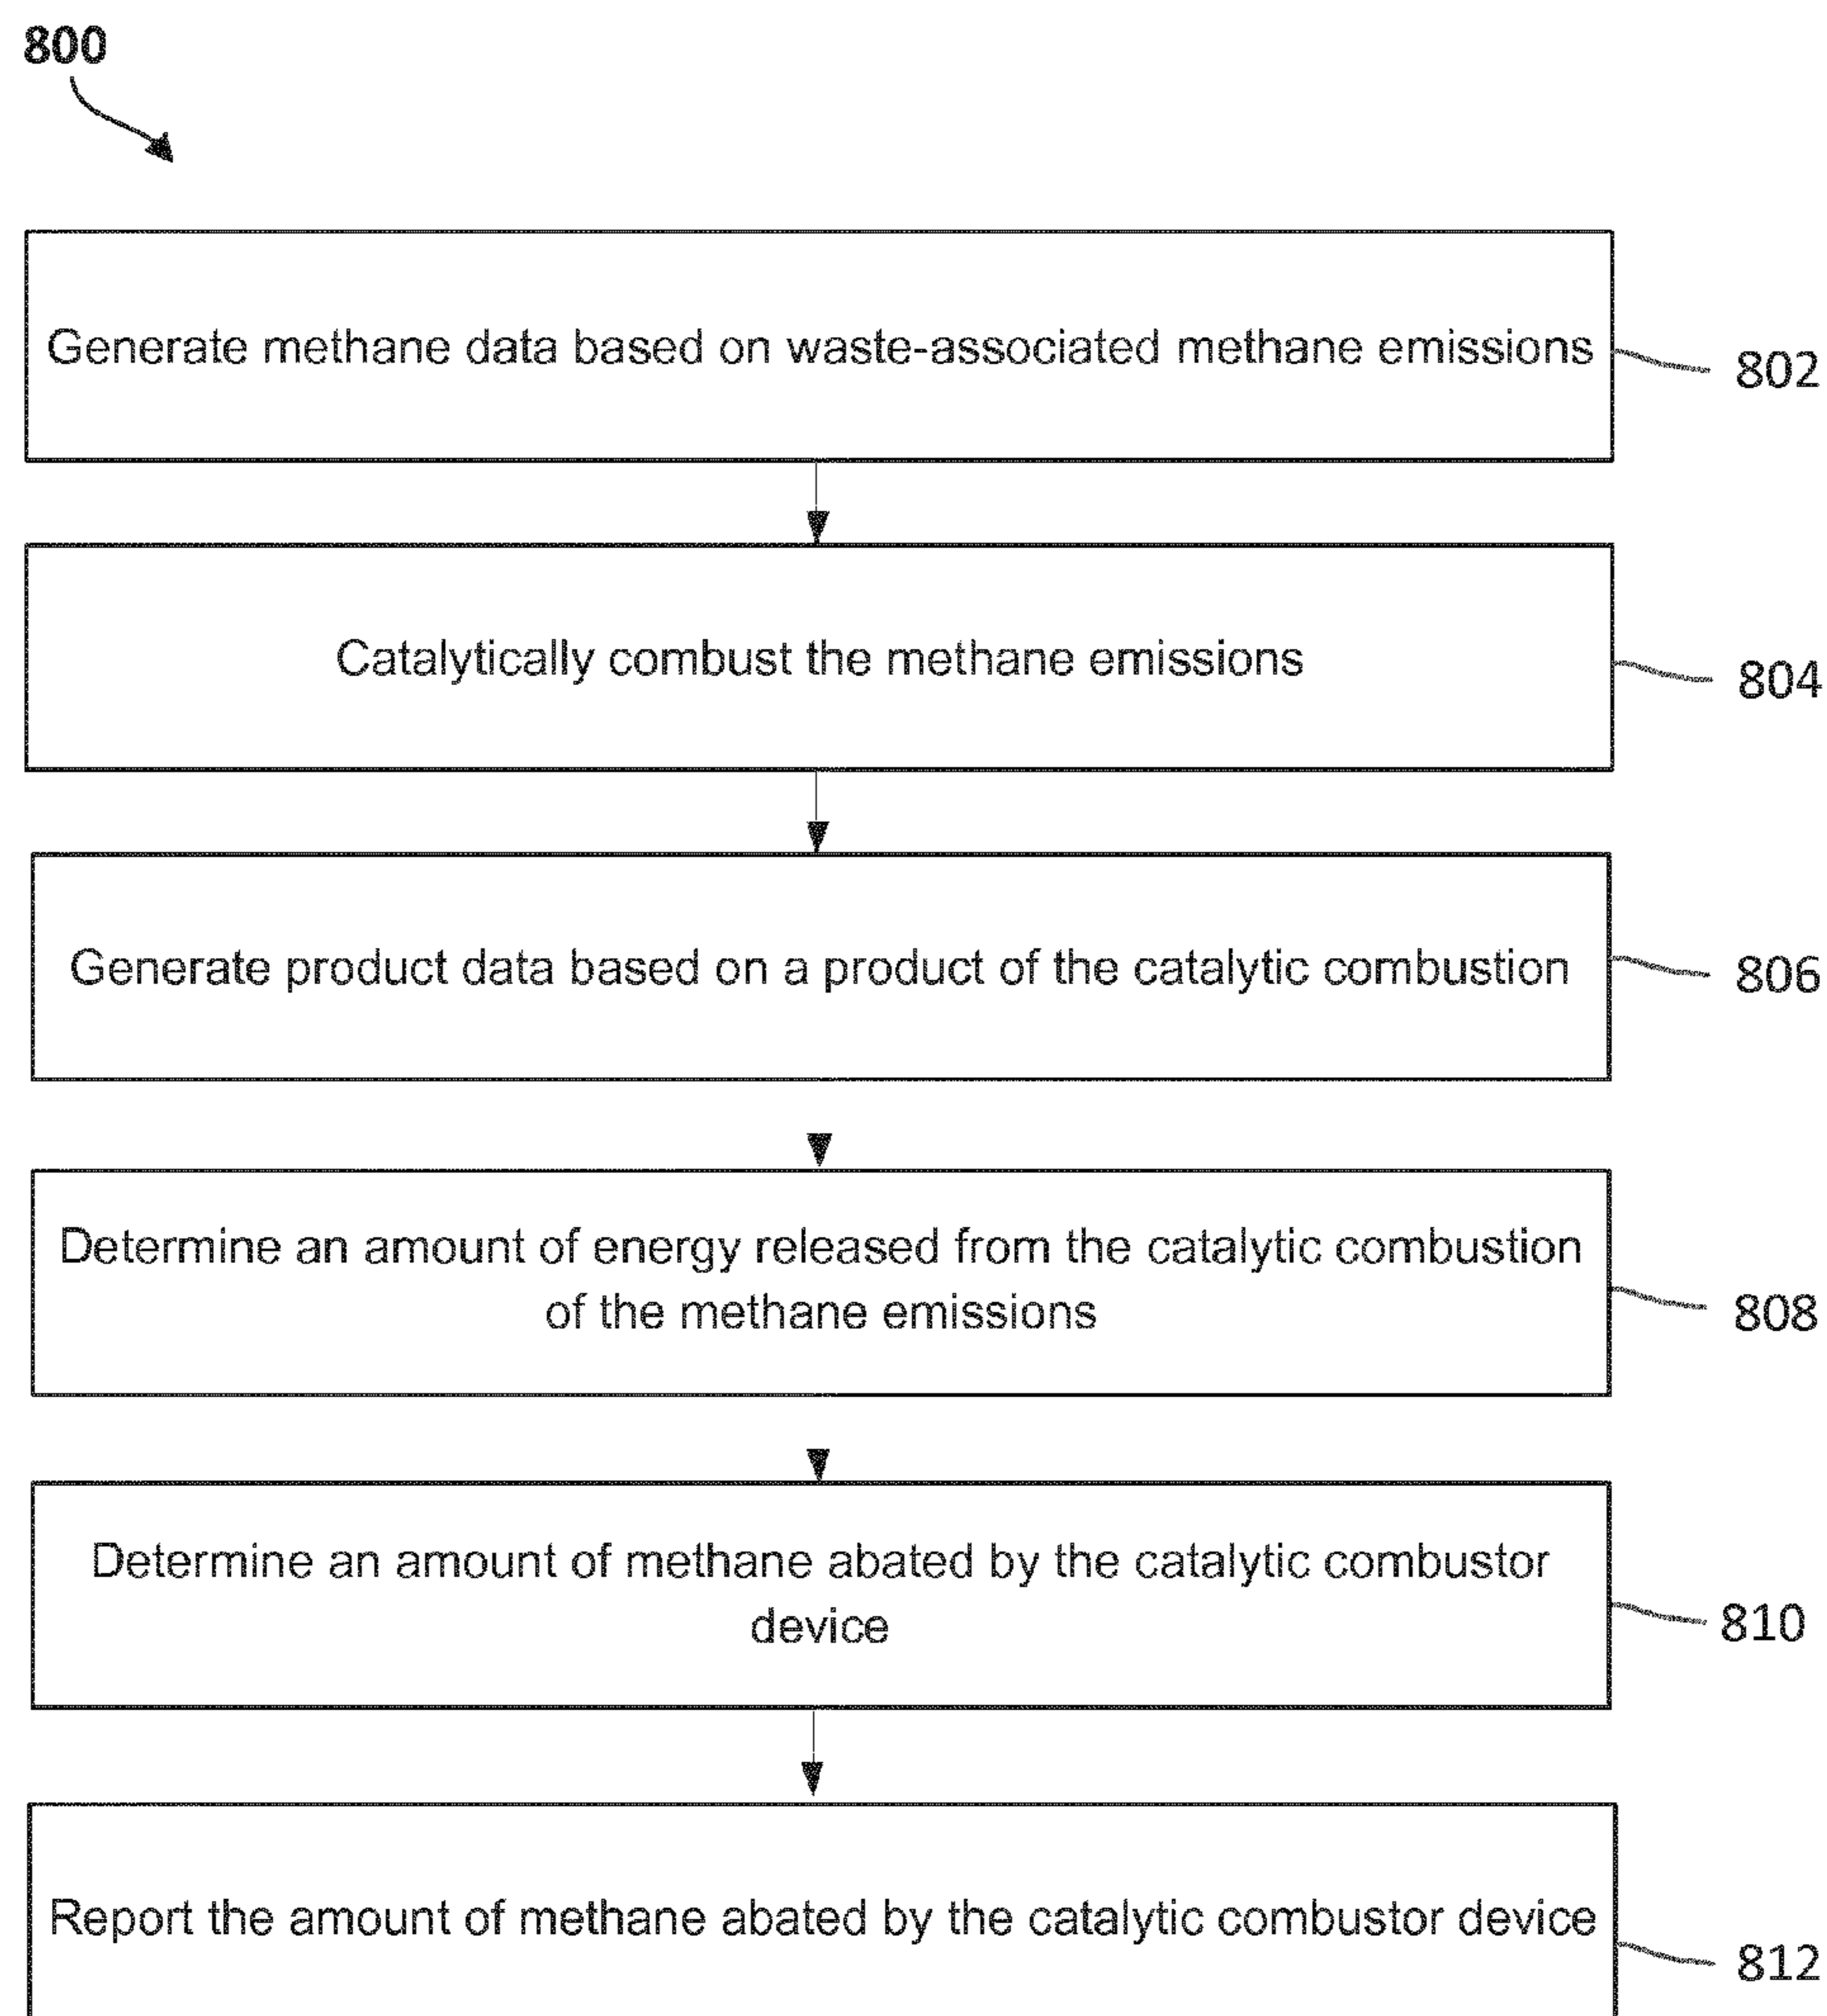 800
Generate methane data based on waste-associated methane emissions
802
Catalytically combust the methane emissions
804
Generate product data based on a product of the catalytic combustion
806
Determine an amount of energy released from the catalytic combustion
of the methane emissions
808
Determine an amount of methane abated by the catalytic combustor
device
810
Report the amount of methane abated by the catalytic combustor device
812